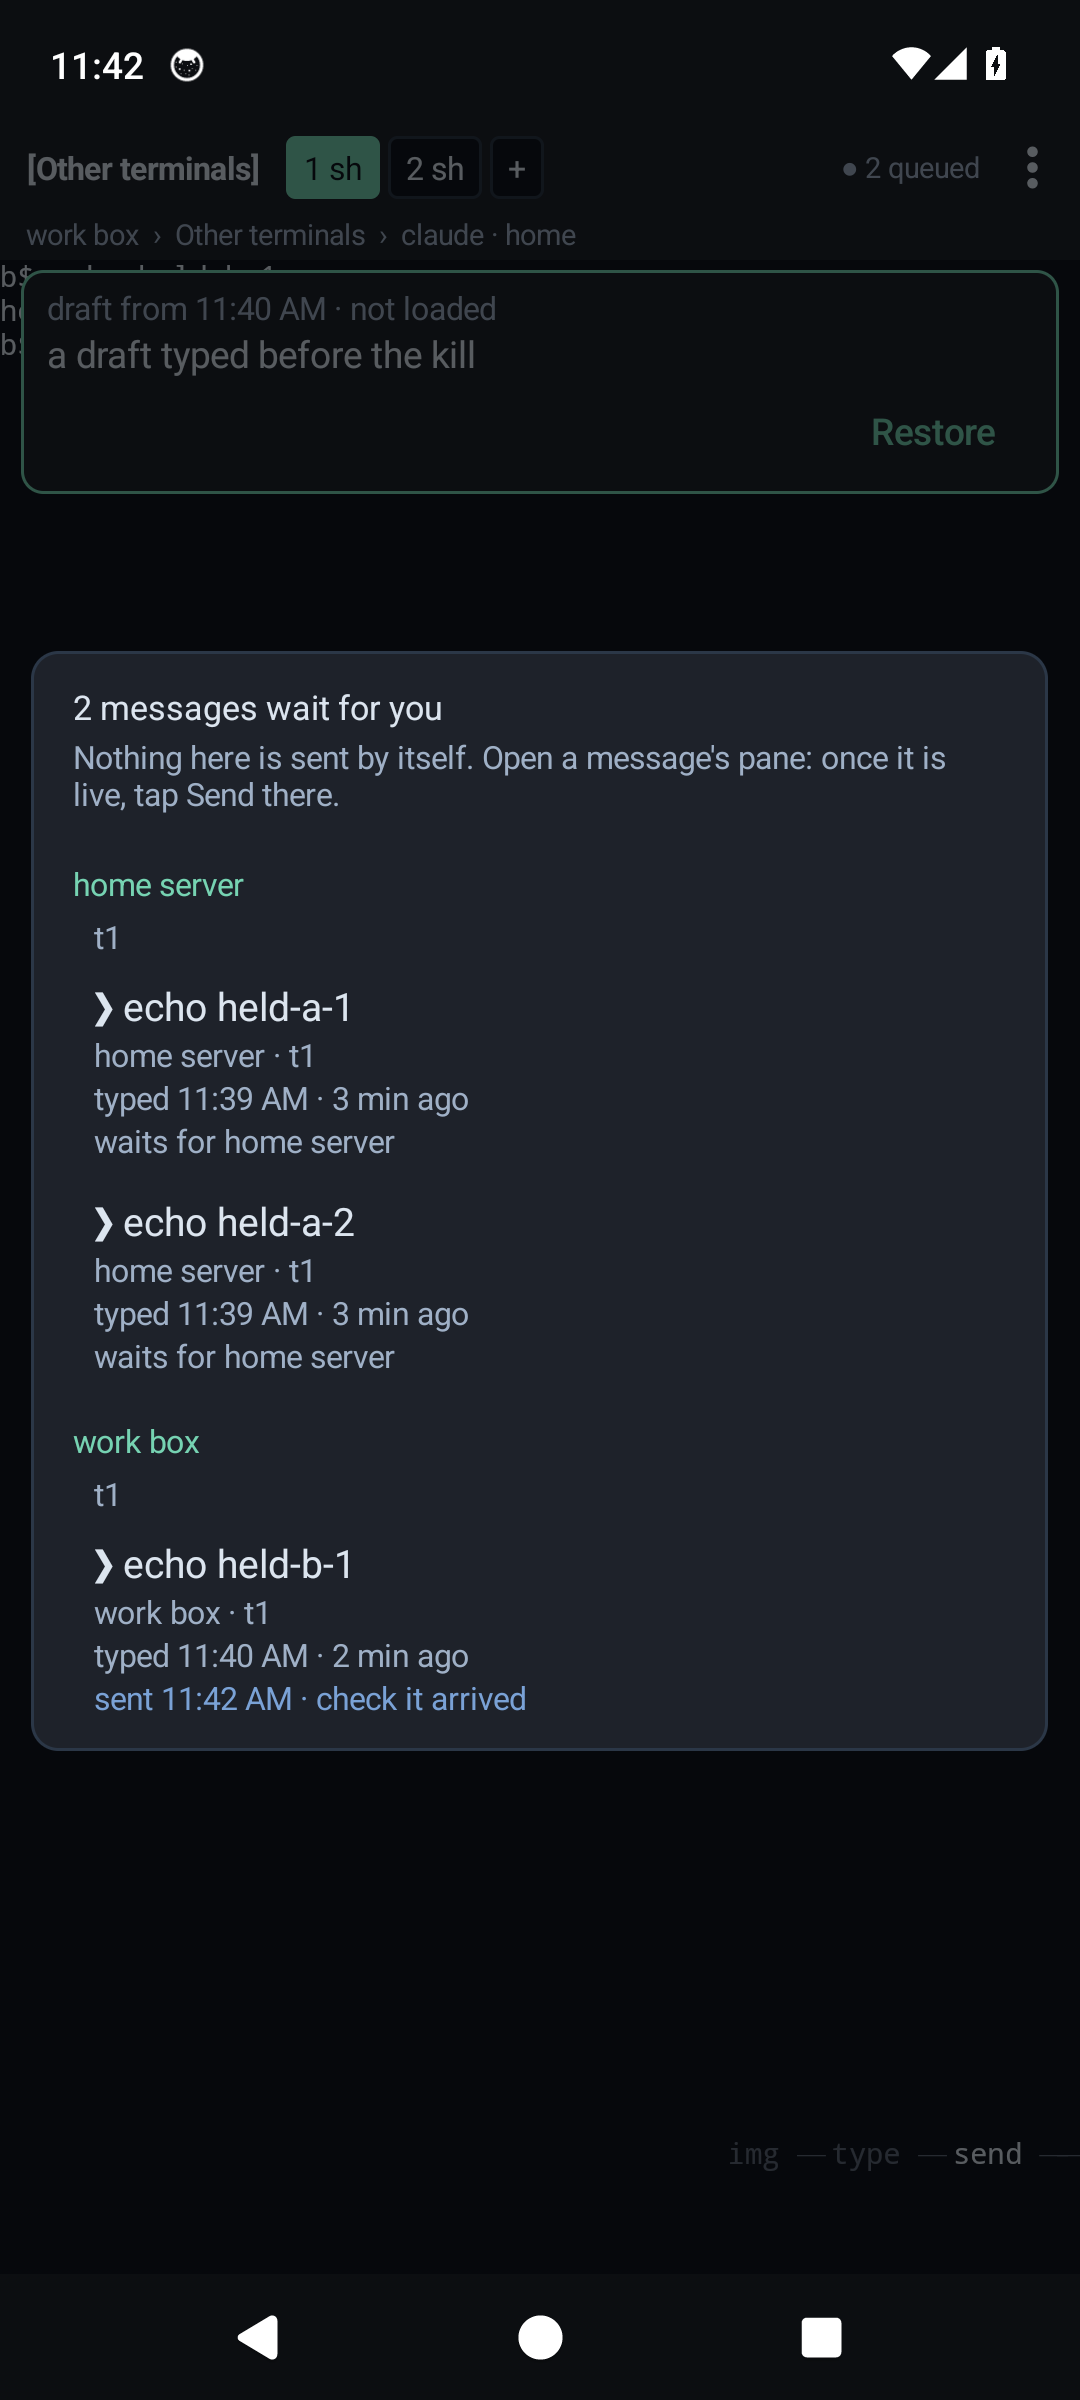 11:42
[Other terminals] 1 sh 2 sh + 2 queued
work box › Other terminals › claude · home
draft from 11:40 AM · not loaded
a draft typed before the kill
Restore
2 messages wait for you
Nothing here is sent by itself. Open a message's pane: once it is
live, tap Send there.
home server
t1
❯ echo held-a-1
home server · t1
typed 11:39 AM · 3 min ago
waits for home server
❯ echo held-a-2
home server · t1
typed 11:39 AM · 3 min ago
waits for home server
work box
t1
❯ echo held-b-1
work box · t1
typed 11:40 AM · 2 min ago
sent 11:42 AM · check it arrived
img — type — send —